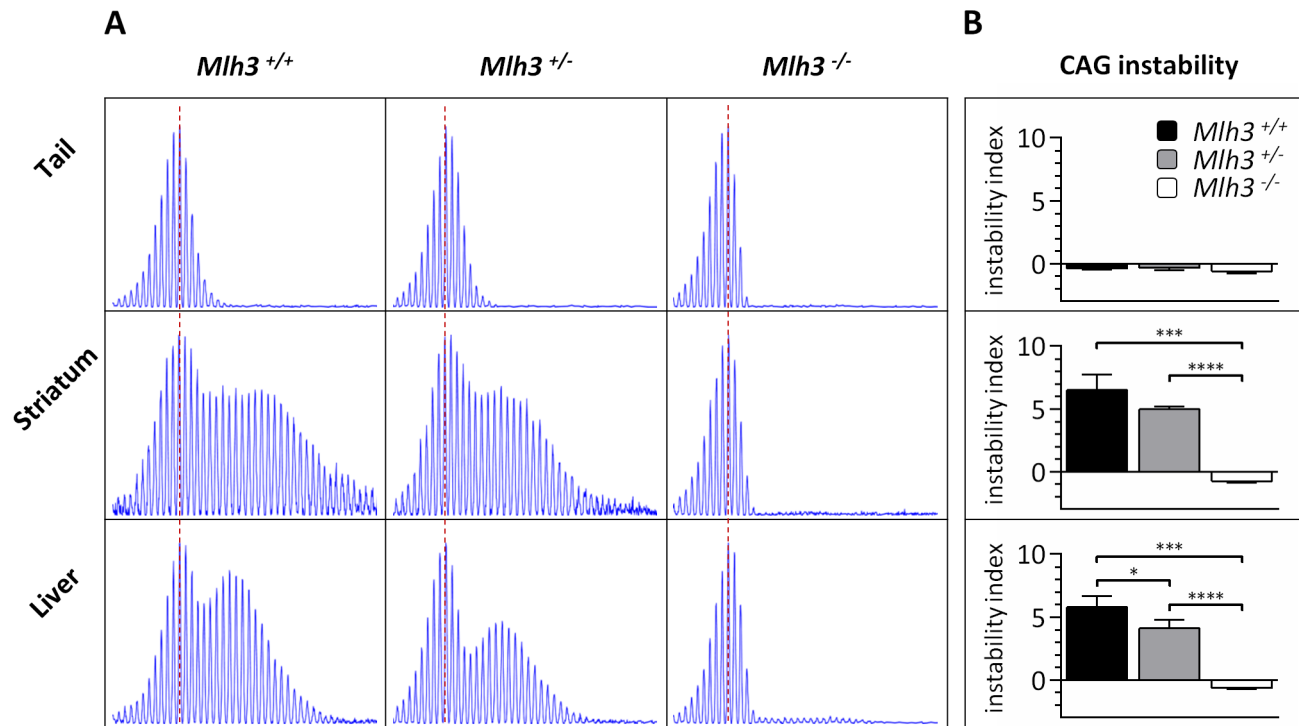 A
B
Mlh3 +/+
Mlh3 +/-
Mlh3 -/-
CAG instability
Tail
Striatum
Liver
instability index
10
5
0
Mlh3 +/+
Mlh3 +/-
Mlh3 -/-
instability index
10
5
0
***
****
instability index
10
5
0
***
*
****